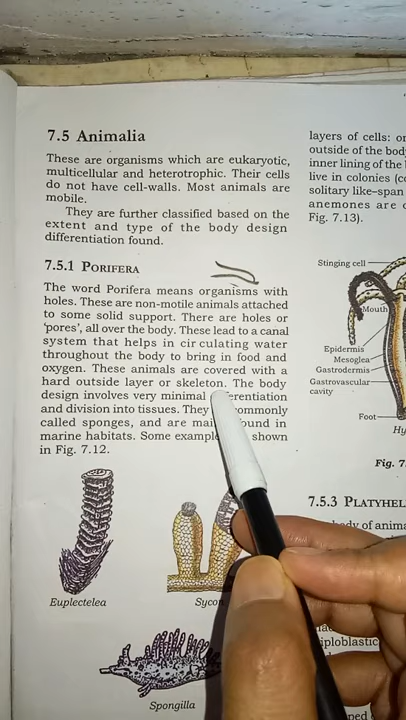 7.5 Animalia
These are organisms which are eukaryotic,
multicellular and heterotrophic. Their cells
do not have cell-walls. Most animals are
mobile.
They are further classified based on the
extent and type of the body design
differentiation found.
7.5.1 PORIFERA
The word Porifera means organisms with
holes. These are non-motile animals attached
to some solid support. There are holes or
'pores', all over the body. These lead to a canal
system that helps in circulating water
throughout the body to bring in food and
oxygen. These animals are covered with a
hard outside layer or skeleton. The body
design involves very minimal
and division into tissues. They commonly
called sponges, and are
marine habitats. Some shown
in Fig. 7.12.
Euplectelea
Sycon
Spongilla
layers of cells:
outside of the
inner lining of the
live in colonies
solitary like–span
anemones are
Fig. 7.13).
Stinging cell
Mouth
Epidermis
Mesoglea
Gastrodermis
Gastrovascular
cavity
Foot
Fig.
7.5.3
of